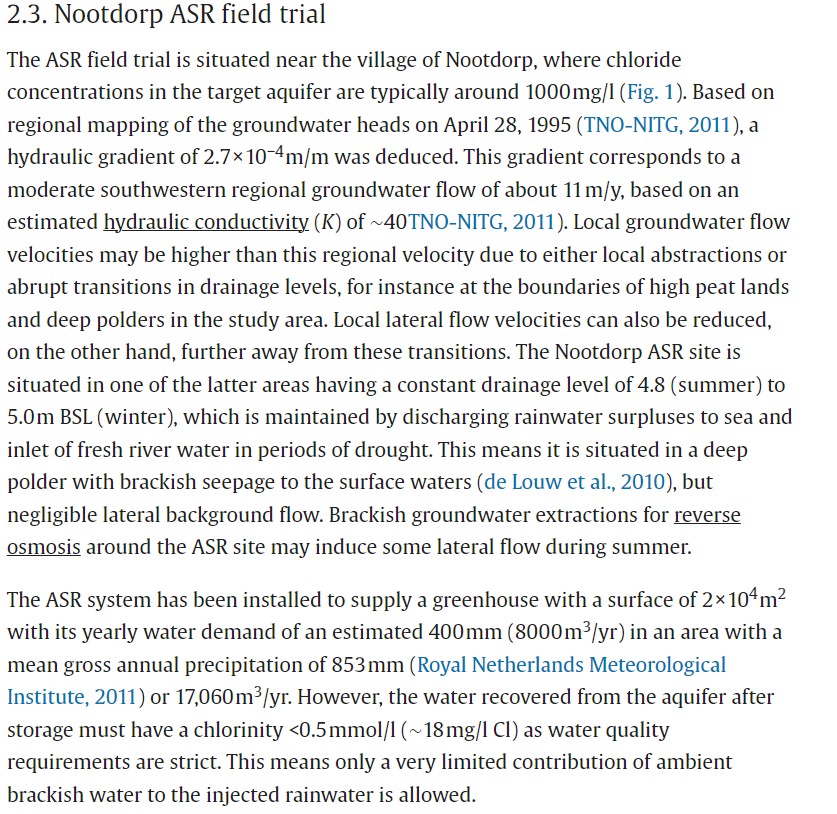 2.3. Nootdorp ASR field trial
The ASR field trial is situated near the village of Nootdorp, where chloride
concentrations in the target aquifer are typically around 1000 mg/l (Fig. 1). Based on
regional mapping of the groundwater heads on April 28, 1995 (TNO-NITG, 2011), a
hydraulic gradient of 2.7×10⁻⁴ m/m was deduced. This gradient corresponds to a
moderate southwestern regional groundwater flow of about 11 m/y, based on an
estimated hydraulic conductivity (K) of ~40TNO-NITG, 2011). Local groundwater flow
velocities may be higher than this regional velocity due to either local abstractions or
abrupt transitions in drainage levels, for instance at the boundaries of high peat lands
and deep polders in the study area. Local lateral flow velocities can also be reduced,
on the other hand, further away from these transitions. The Nootdorp ASR site is
situated in one of the latter areas having a constant drainage level of 4.8 (summer) to
5.0 m BSL (winter), which is maintained by discharging rainwater surpluses to sea and
inlet of fresh river water in periods of drought. This means it is situated in a deep
polder with brackish seepage to the surface waters (de Louw et al., 2010), but
negligible lateral background flow. Brackish groundwater extractions for reverse
osmosis around the ASR site may induce some lateral flow during summer.
The ASR system has been installed to supply a greenhouse with a surface of 2×10⁴ m²
with its yearly water demand of an estimated 400 mm (8000 m³/yr) in an area with a
mean gross annual precipitation of 853 mm (Royal Netherlands Meteorological
Institute, 2011) or 17,060 m³/yr. However, the water recovered from the aquifer after
storage must have a chlorinity <0.5 mmol/l (~18 mg/l Cl) as water quality
requirements are strict. This means only a very limited contribution of ambient
brackish water to the injected rainwater is allowed.